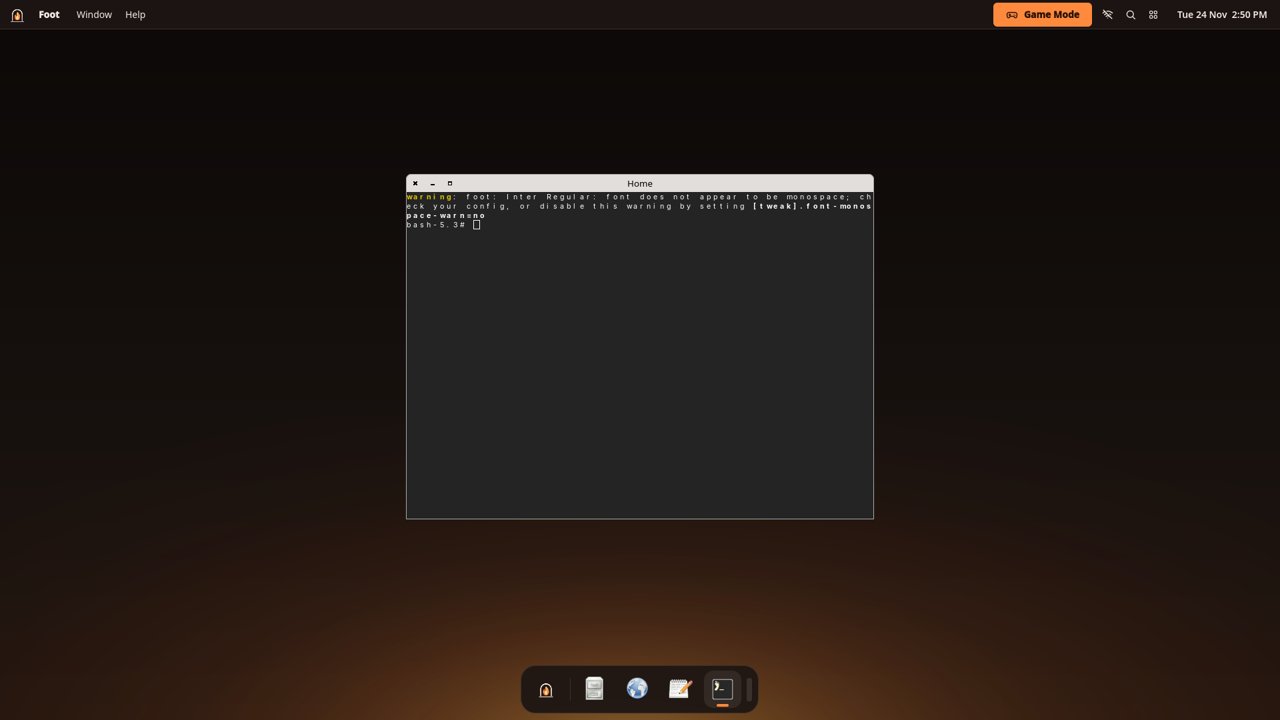 Foot Window Help Game Mode Tue 24 Nov 2:50 PM
Home
warning: foot: Inter Regular: font does not appear to be monospace; ch
eck your config, or disable this warning by setting [tweak].font-monos
pace-warn=no
bash-5.3#